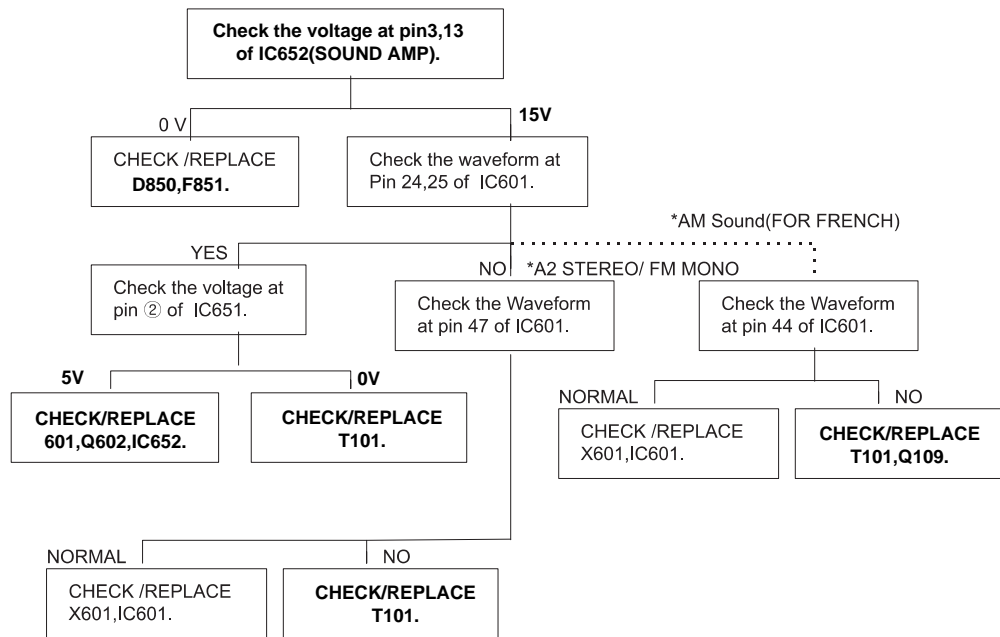 Check the voltage at pin3,13
of IC652(SOUND AMP).
0 V
15V
CHECK /REPLACE
D850,F851.
Check the waveform at
Pin 24,25 of IC601.
*AM Sound(FOR FRENCH)
YES
NO
*A2 STEREO/ FM MONO
Check the voltage at
pin ② of IC651.
Check the Waveform
at pin 47 of IC601.
Check the Waveform
at pin 44 of IC601.
5V
0V
CHECK/REPLACE
601,Q602,IC652.
CHECK/REPLACE
T101.
NORMAL
NO
CHECK /REPLACE
X601,IC601.
CHECK/REPLACE
T101,Q109.
NORMAL
NO
CHECK /REPLACE
X601,IC601.
CHECK/REPLACE
T101.